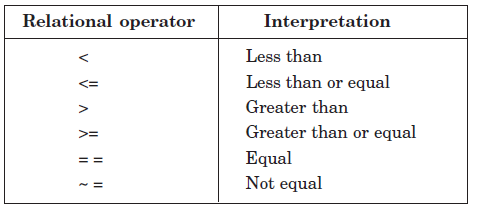 Relational operator Interpretation
< Less than
<= Less than or equal
> Greater than
>= Greater than or equal
= = Equal
~ = Not equal